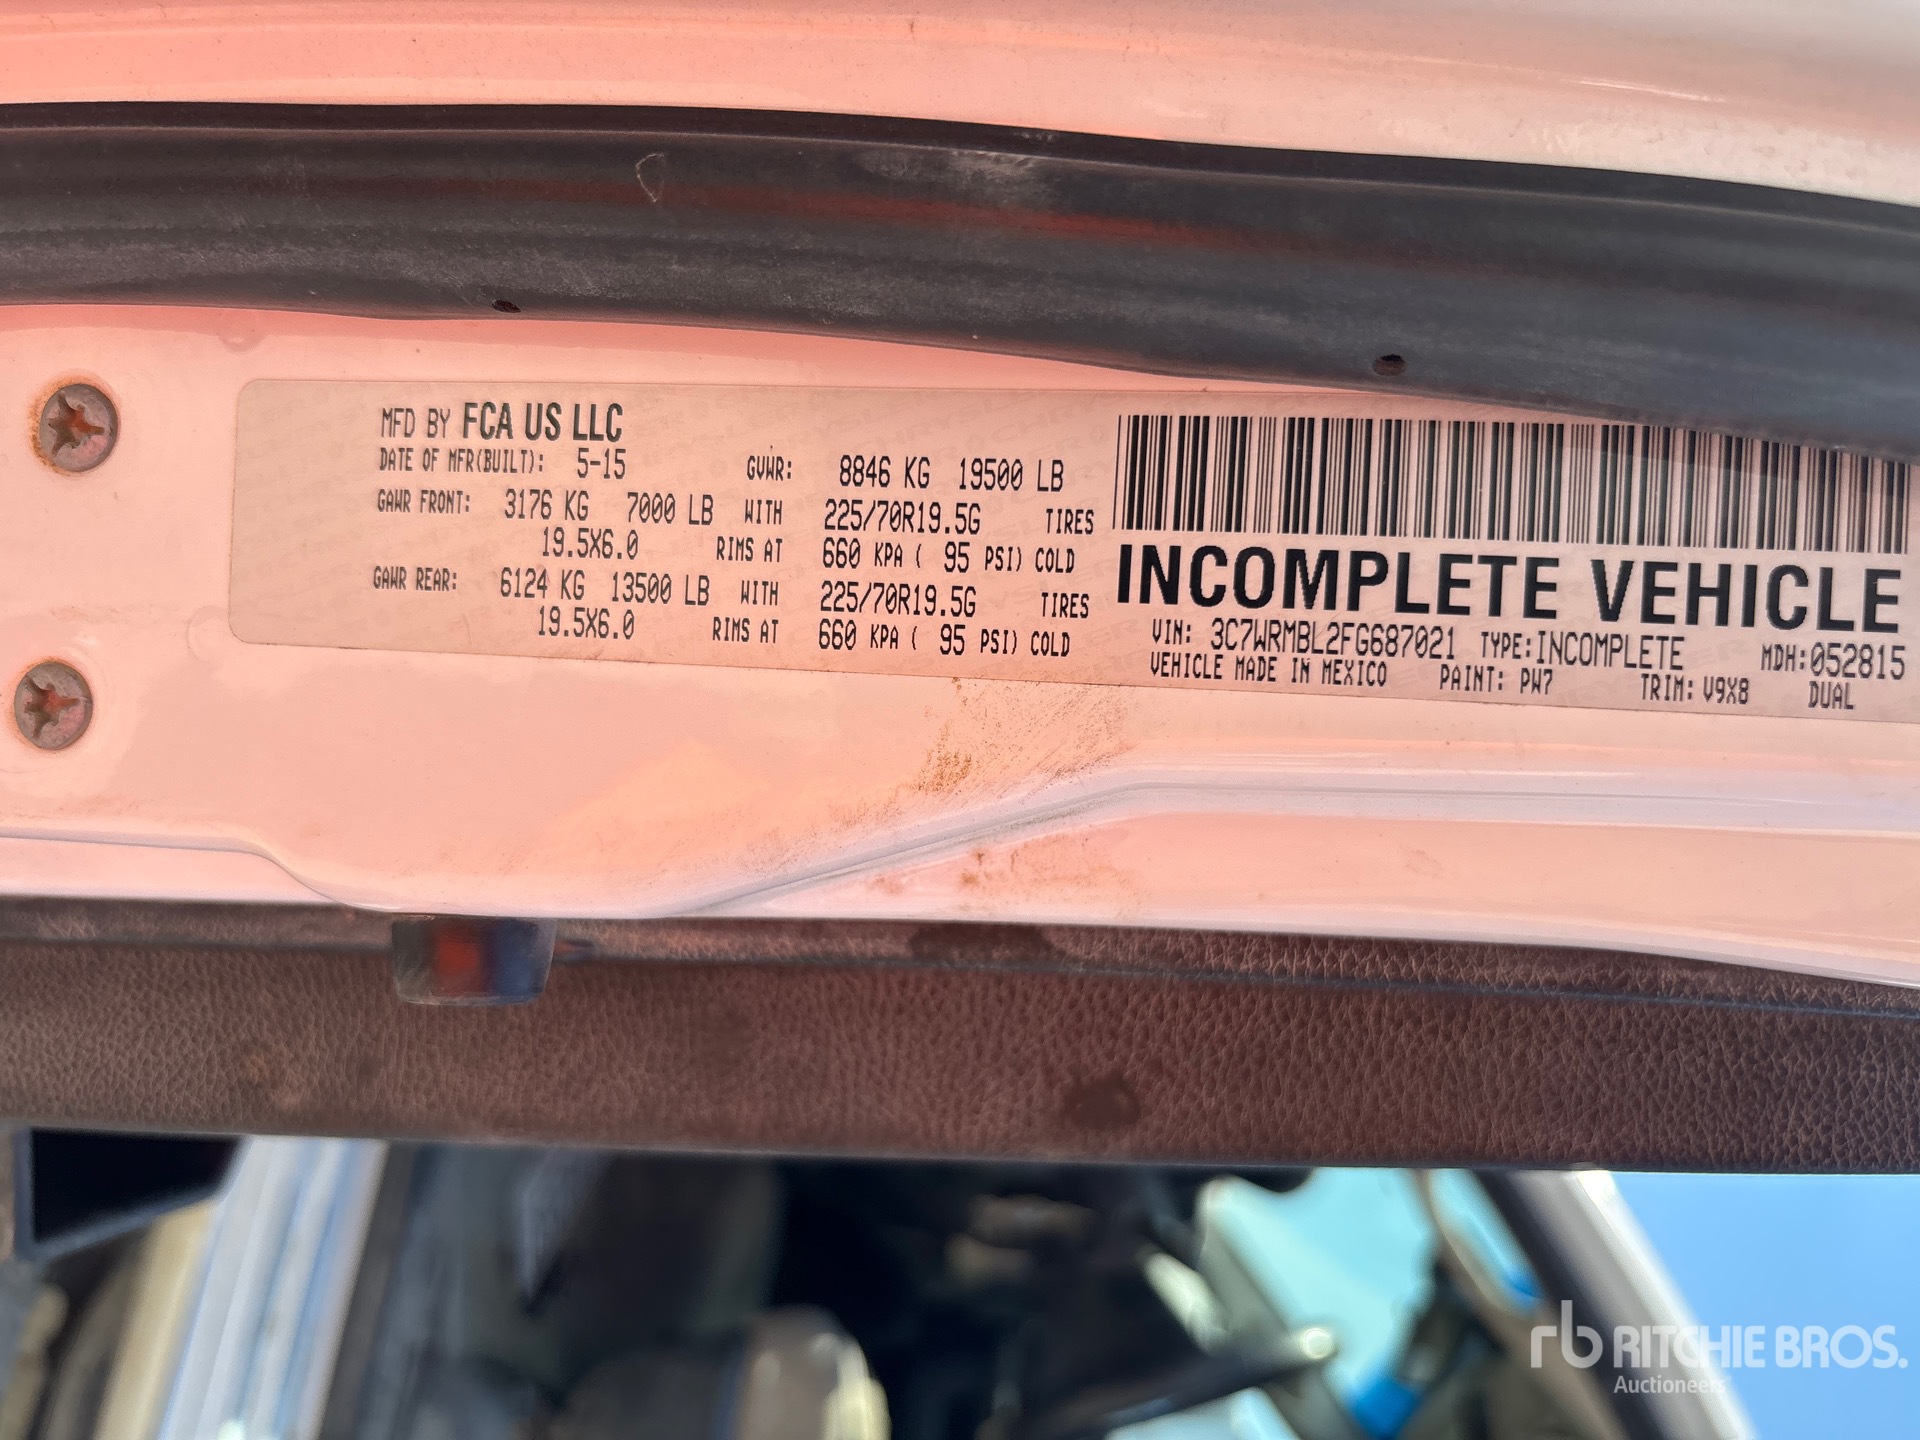 MFD BY FCA US LLC
DATE OF MFR(BUILT): 5-15 GVWR: 8846 KG 19500 LB
GAWR FRONT: 3176 KG 7000 LB WITH 225/70R19.5G TIRES
19.5X6.0 RIMS AT 660 KPA ( 95 PSI) COLD
GAWR REAR: 6124 KG 13500 LB WITH 225/70R19.5G TIRES
19.5X6.0 RIMS AT 660 KPA ( 95 PSI) COLD
INCOMPLETE VEHICLE
VIN: 3C7WRMBL2FG687021 TYPE:INCOMPLETE MDH:052815
VEHICLE MADE IN MEXICO PAINT: PW7 TRIM: V9X8 DUAL
rb RITCHIE BROS.
Auctioneers